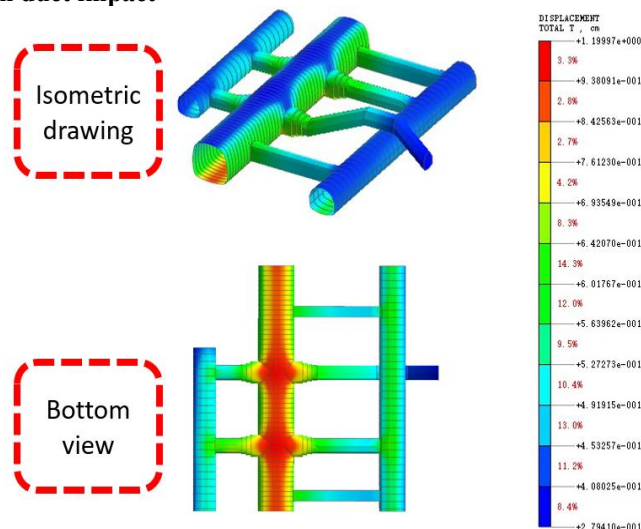 duct impact
Isometric
drawing
Bottom
view
DISPLACEMENT
TOTAL T , cm
+1.19997e+000
3.3%
+9.38091e-001
2.8%
+8.42563e-001
2.7%
+7.61230e-001
4.2%
+6.93549e-001
8.3%
+6.42070e-001
14.3%
+6.01767e-001
12.0%
+5.63962e-001
9.5%
+5.27273e-001
10.4%
+4.91915e-001
13.0%
+4.53257e-001
11.2%
+4.08025e-001
8.4%
+2.79410e-001